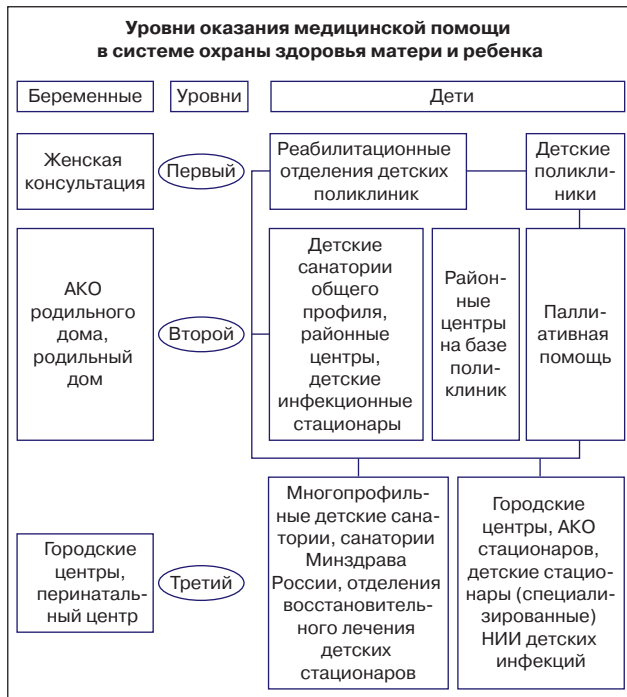 Уровни оказания медицинской помощи
в системе охраны здоровья матери и ребенка
Беременные
Уровни
Дети
Женская
консультация
Первый
Реабилитационные
отделения детских
поликлиник
Детские
поликли-
ники
АКО
родильного
дома,
родильный
дом
Второй
Детские
санатории
общего
профиля,
районные
центры,
детские
инфекционные
стационары
Район-
ные
центры
на базе
поли-
клиник
Палли-
ативная
помощь
Городские
центры,
перинаталь-
ный центр
Третий
Многопрофиль-
ные детские сана-
тории, санатории
Минздрава
России, отделения
восстановитель-
ного лечения
детских
стационаров
Городские
центры, АКО
стационаров,
детские стацио-
нары (специали-
зированные)
НИИ детских
инфекций